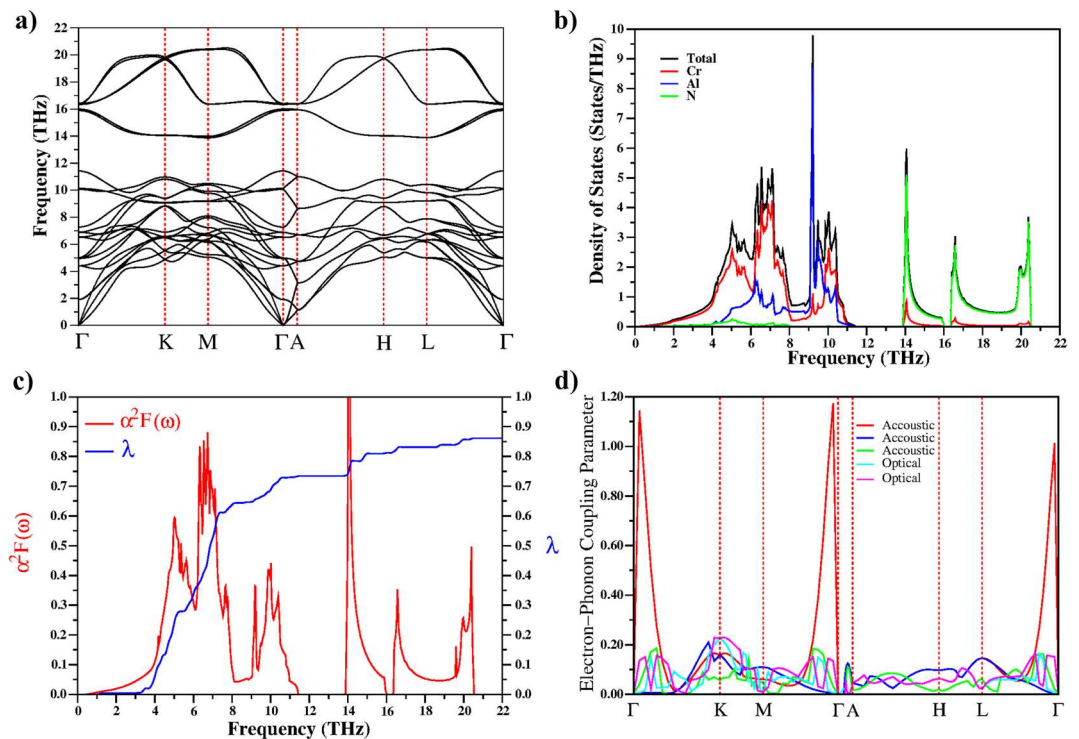 a)
22
20
18
16
14
12
10
8
6
4
2
0
Frequency (THz)
Γ K M Γ A H L Γ
b)
10
9
8
7
6
5
4
3
2
1
0
Density of States (States/THz)
Total
Cr
Al
N
0 2 4 6 8 10 12 14 16 18 20 22
Frequency (THz)
c)
1.0
0.9
0.8
0.7
0.6
0.5
0.4
0.3
0.2
0.1
0.0
α²F(ω)
α²F(ω)
λ
1.0
0.9
0.8
0.7
0.6
0.5
0.4
0.3
0.2
0.1
0.0
λ
0 2 4 6 8 10 12 14 16 18 20 22
Frequency (THz)
d)
1.20
1.00
0.80
0.60
0.40
0.20
0.00
Electron-Phonon Coupling Parameter
Accoustic
Accoustic
Accoustic
Optical
Optical
Γ K M Γ A H L Γ